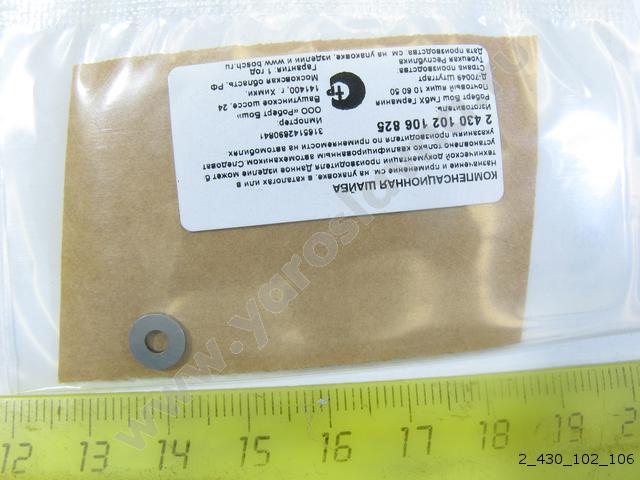 КОМПЕНСАЦИОННАЯ ШАЙБА
Назначение и применение см. на упаковке, в каталогах или в
технической документации производителя Данное изделие может б
установлено только квалифицированным автомехаником Следоват
указаниям производителя по применяемости на автомобилях
2 430 102 106 825
316514269041
Изготовитель:
Роберт Бош ГмбХ Германия
Почтовый ящик 10 60 50
Д-70049 Штутгарт
Страна производства:
Турецкая Республика
Дата производства: см. на упаковке, изделии и www.bosch.ru
Импортер
ООО «Роберт Бош»
Вашутинское шоссе, 24
141400, г. Химки,
Московская область, РФ
Гарантия: 1 год
12 13 14 15 16 17 18 19 2
2_430_102_106